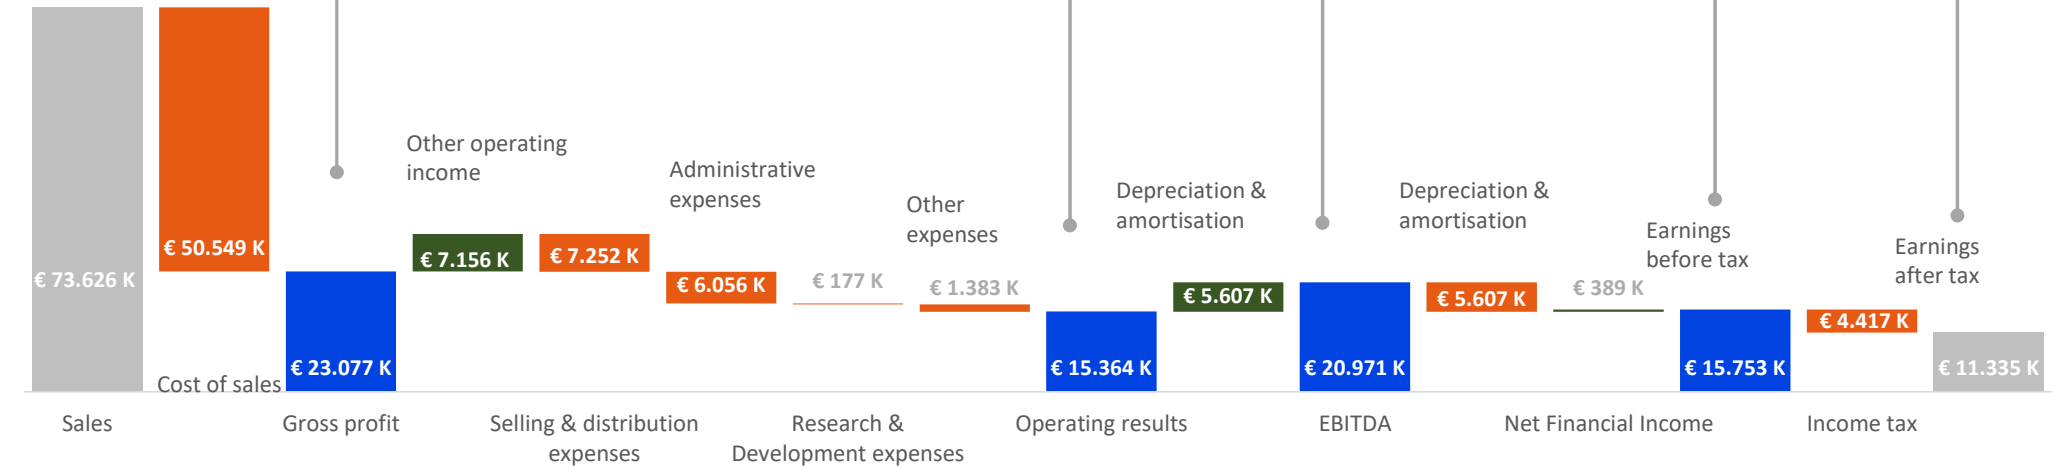 Other operating
income
Administrative
expenses
Other
expenses
Depreciation &
amortisation
Depreciation &
amortisation
Earnings
before tax
Earnings
after tax
€ 73.626 K
€ 50.549 K
€ 23.077 K
€ 7.156 K
€ 7.252 K
€ 6.056 K
€ 177 K
€ 1.383 K
€ 15.364 K
€ 5.607 K
€ 20.971 K
€ 5.607 K
€ 389 K
€ 15.753 K
€ 4.417 K
€ 11.335 K
Cost of sales
Sales
Gross profit
Selling & distribution
expenses
Research &
Development expenses
Operating results
EBITDA
Net Financial Income
Income tax